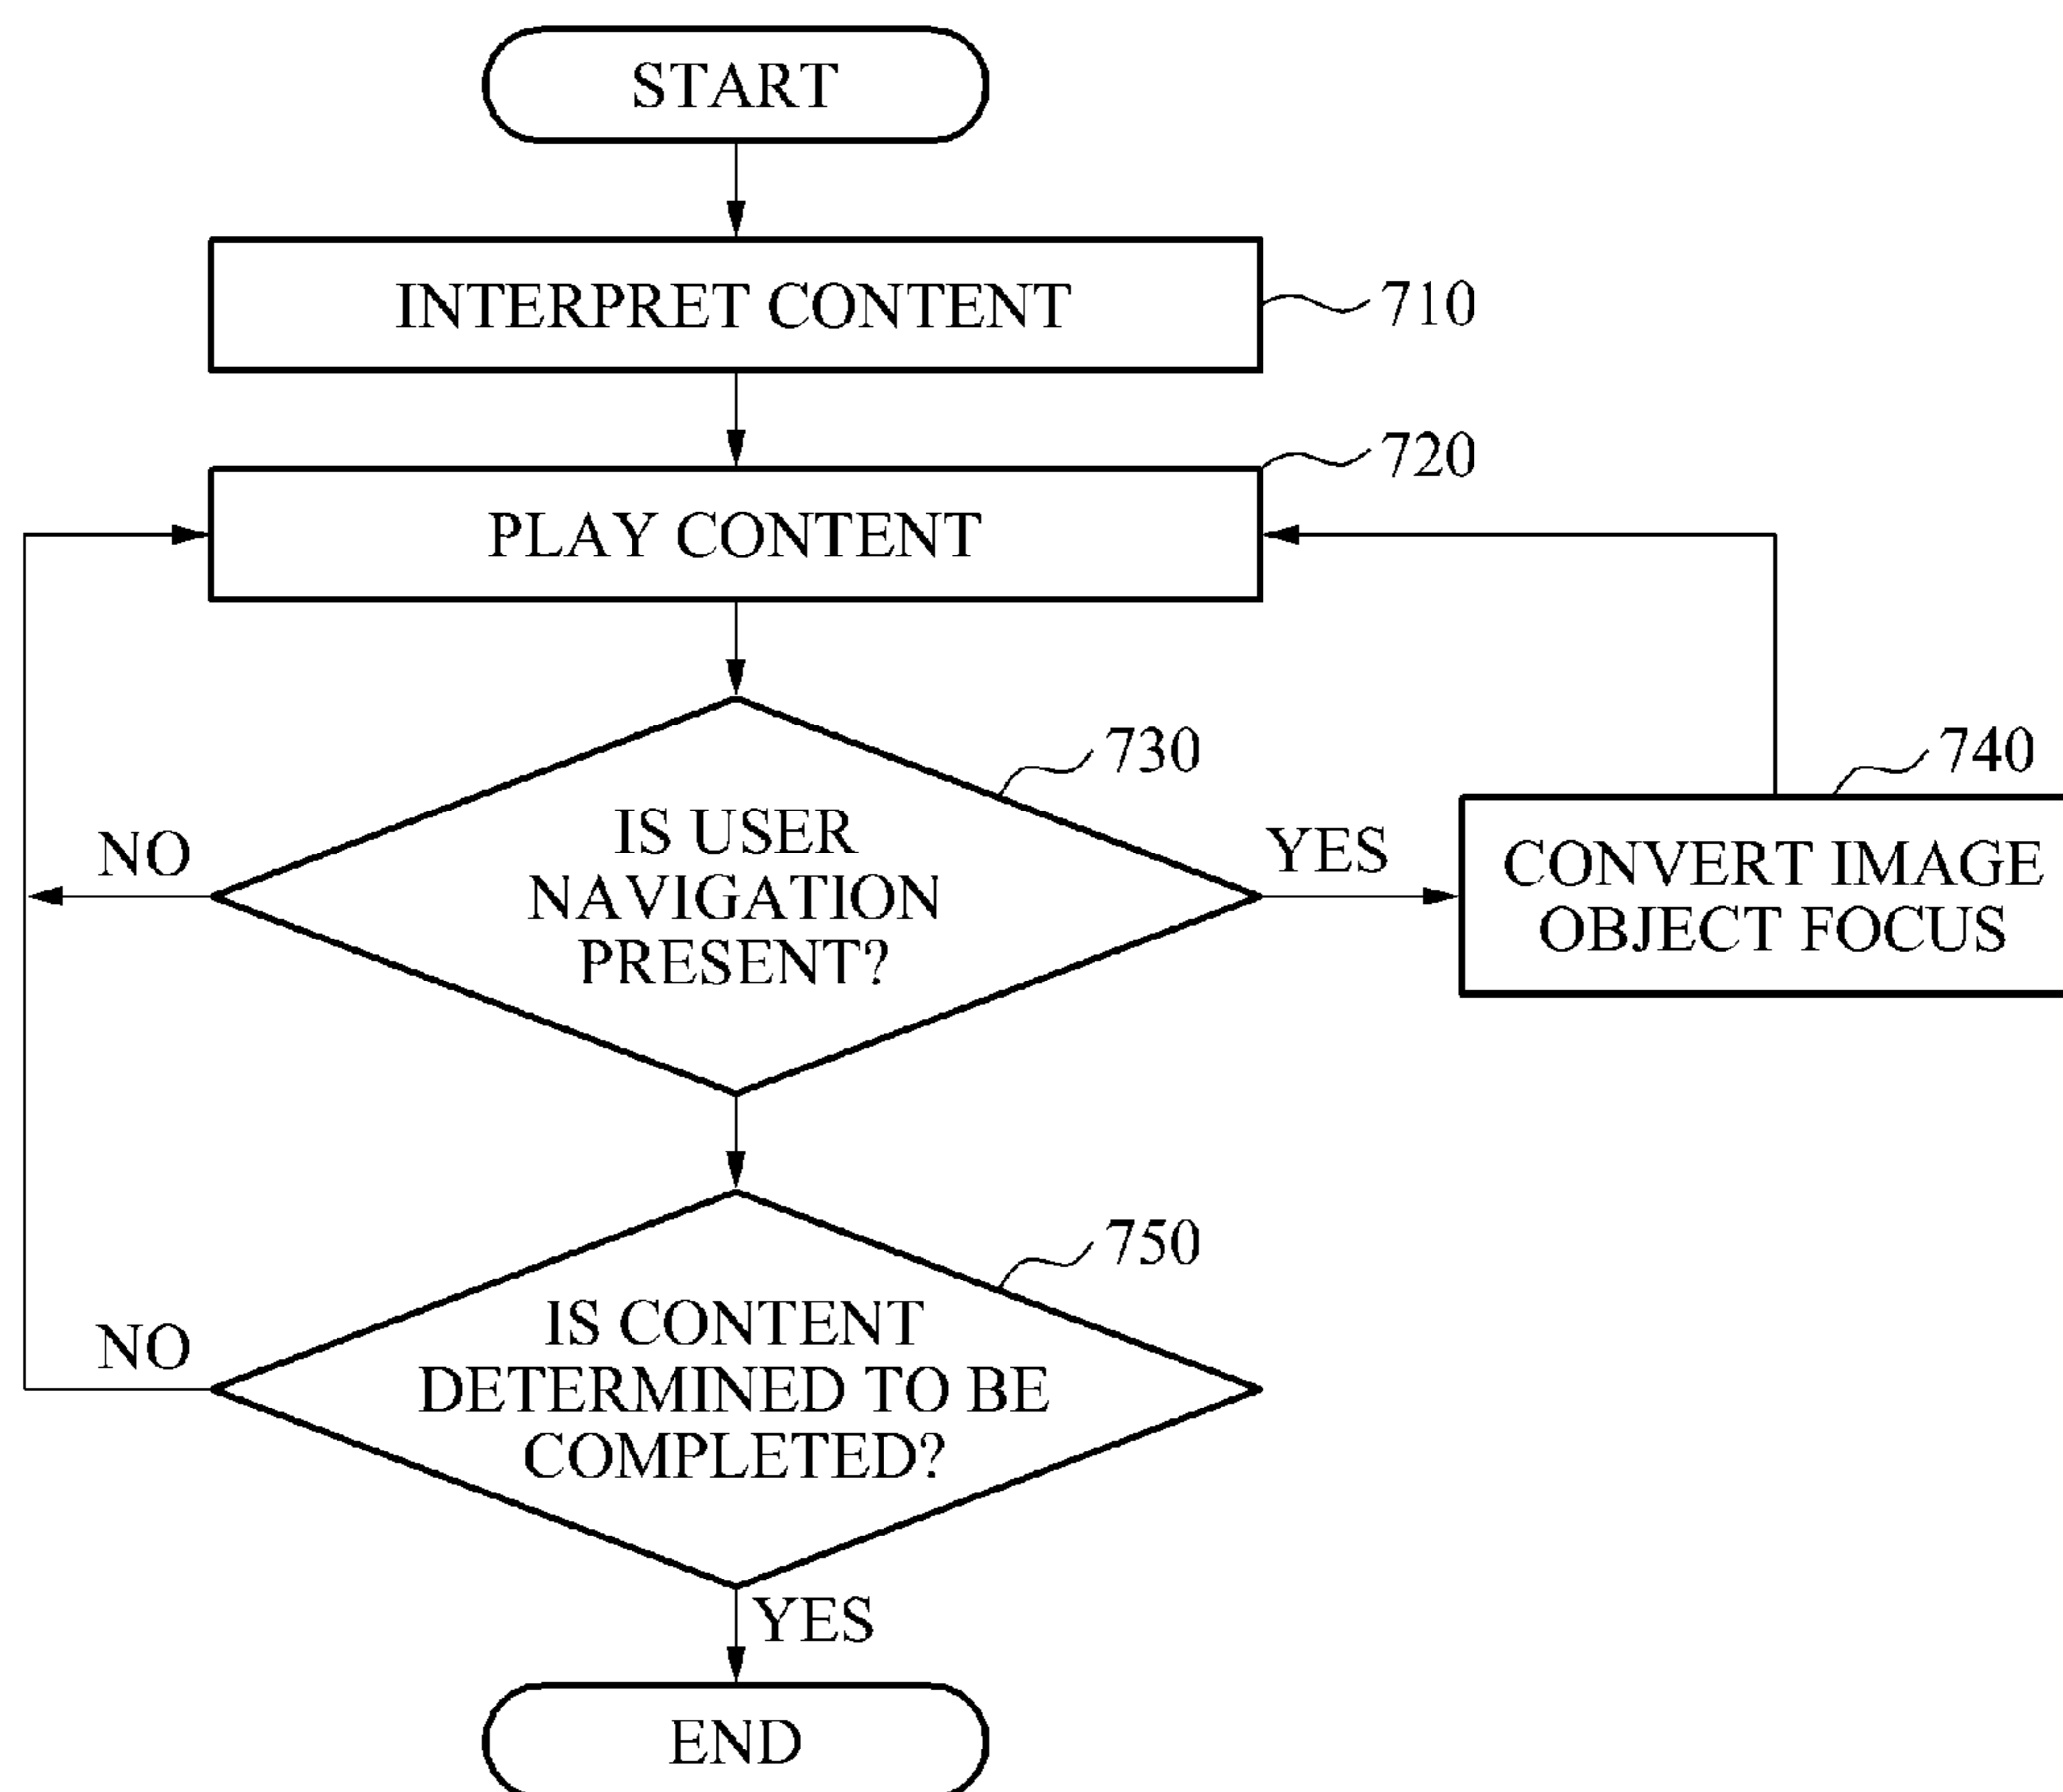 START
INTERPRET CONTENT
710
720
PLAY CONTENT
730
740
IS USER
NAVIGATION
PRESENT?
NO
YES
CONVERT IMAGE
OBJECT FOCUS
750
IS CONTENT
DETERMINED TO BE
COMPLETED?
NO
YES
END